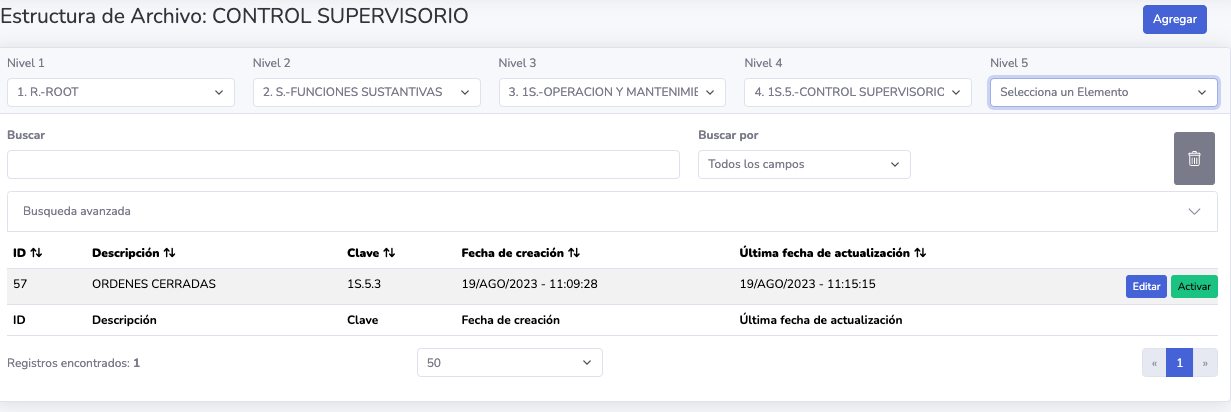 Estructura de Archivo: CONTROL SUPERVISORIO
Agregar
Nivel 1 Nivel 2 Nivel 3 Nivel 4 Nivel 5
1. R.-ROOT 2. S.-FUNCIONES SUSTANTIVAS 3. 1S.-OPERACION Y MANTENIMIE 4. 1S.5.-CONTROL SUPERVISORIO Selecciona un Elemento
Buscar Buscar por
Todos los campos
Busqueda avanzada
ID Descripción Clave Fecha de creación Última fecha de actualización
57 ORDENES CERRADAS 1S.5.3 19/AGO/2023 - 11:09:28 19/AGO/2023 - 11:15:15 Editar Activar
ID Descripción Clave Fecha de creación Última fecha de actualización
Registros encontrados: 1 50 « 1 »